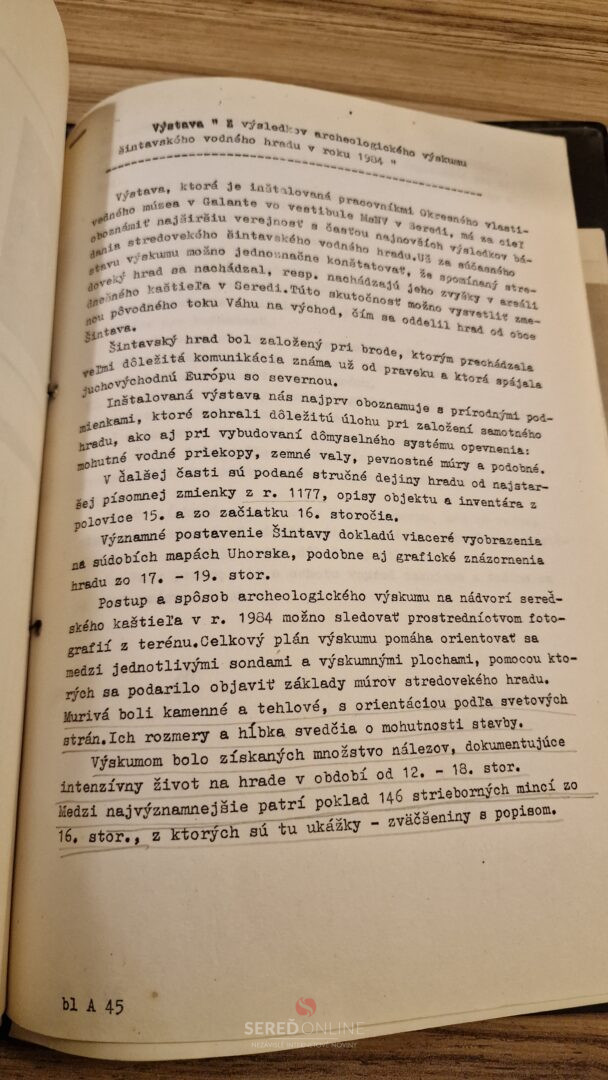 Výstava " Z výsledkov archeologického výskumu
šintavského vodného hradu v roku 1984 "
Výstava, ktorá je inštalovaná pracovníkmi Okresného vlasti-
vedného múzea v Galante vo vestibule MsNV v Seredi, má za cieľ
oboznámiť najširšiu verejnosť s časťou najnovších výsledkov bá-
dania stredovekého šintavského vodného hradu.Už za súčasného
stavu výskumu možno jednoznačne konštatovať, že spomínaný stre-
doveký hrad sa nachádzal, resp. nachádzajú jeho zvyšky v areáli
dnešného kaštieľa v Seredi.Túto skutočnosť možno vysvetliť zme-
nou pôvodného toku Váhu na východ, čím sa oddelil hrad od obce
Šintava.
Šintavský hrad bol založený pri brode, ktorým prechádzala
veľmi dôležitá komunikácia známa už od praveku a ktorá spájala
juchovýchodnú Európu so severnou.
Inštalovaná výstava nás najprv oboznamuje s prírodnými pod-
mienkami, ktoré zohrali dôležitú úlohu pri založení samotného
hradu, ako aj pri vybudovaní dômyselného systému opevnenia:
mohutné vodné priekopy, zemné valy, pevnostné múry a podobné.
V ďalšej časti sú podané stručné dejiny hradu od najstar-
šej písomnej zmienky z r. 1177, opisy objektu a inventára z
polovice 15. a zo začiatku 16. storočia.
Významné postavenie Šintavy dokladú viaceré vyobrazenia
na súdobích mapách Uhorska, podobne aj grafické znázornenia
hradu zo 17. - 19. stor.
Postup a spôsob archeologického výskumu na nádvorí sereď-
ského kaštieľa v r. 1984 možno sledovať prostredníctvom foto-
grafií z terénu.Celkový plán výskumu pomáha orientovať sa
medzi jednotlivými sondami a výskumnými plochami, pomocou kto-
rých sa podarilo objaviť základy múrov stredovekého hradu.
Murivá boli kamenné a tehlové, s orientáciou podľa svetových
strán.Ich rozmery a hĺbka svedčia o mohutnosti stavby.
Výskumom bolo získaných množstvo nálezov, dokumentujúce
intenzívny život na hrade v období od 12. - 18. stor.
Medzi najvýznamnejšie patrí poklad 146 strieborných mincí zo
16. stor., z ktorých sú tu ukážky - zväčšeniny s popisom.
bl A 45
SEREĎONLINE